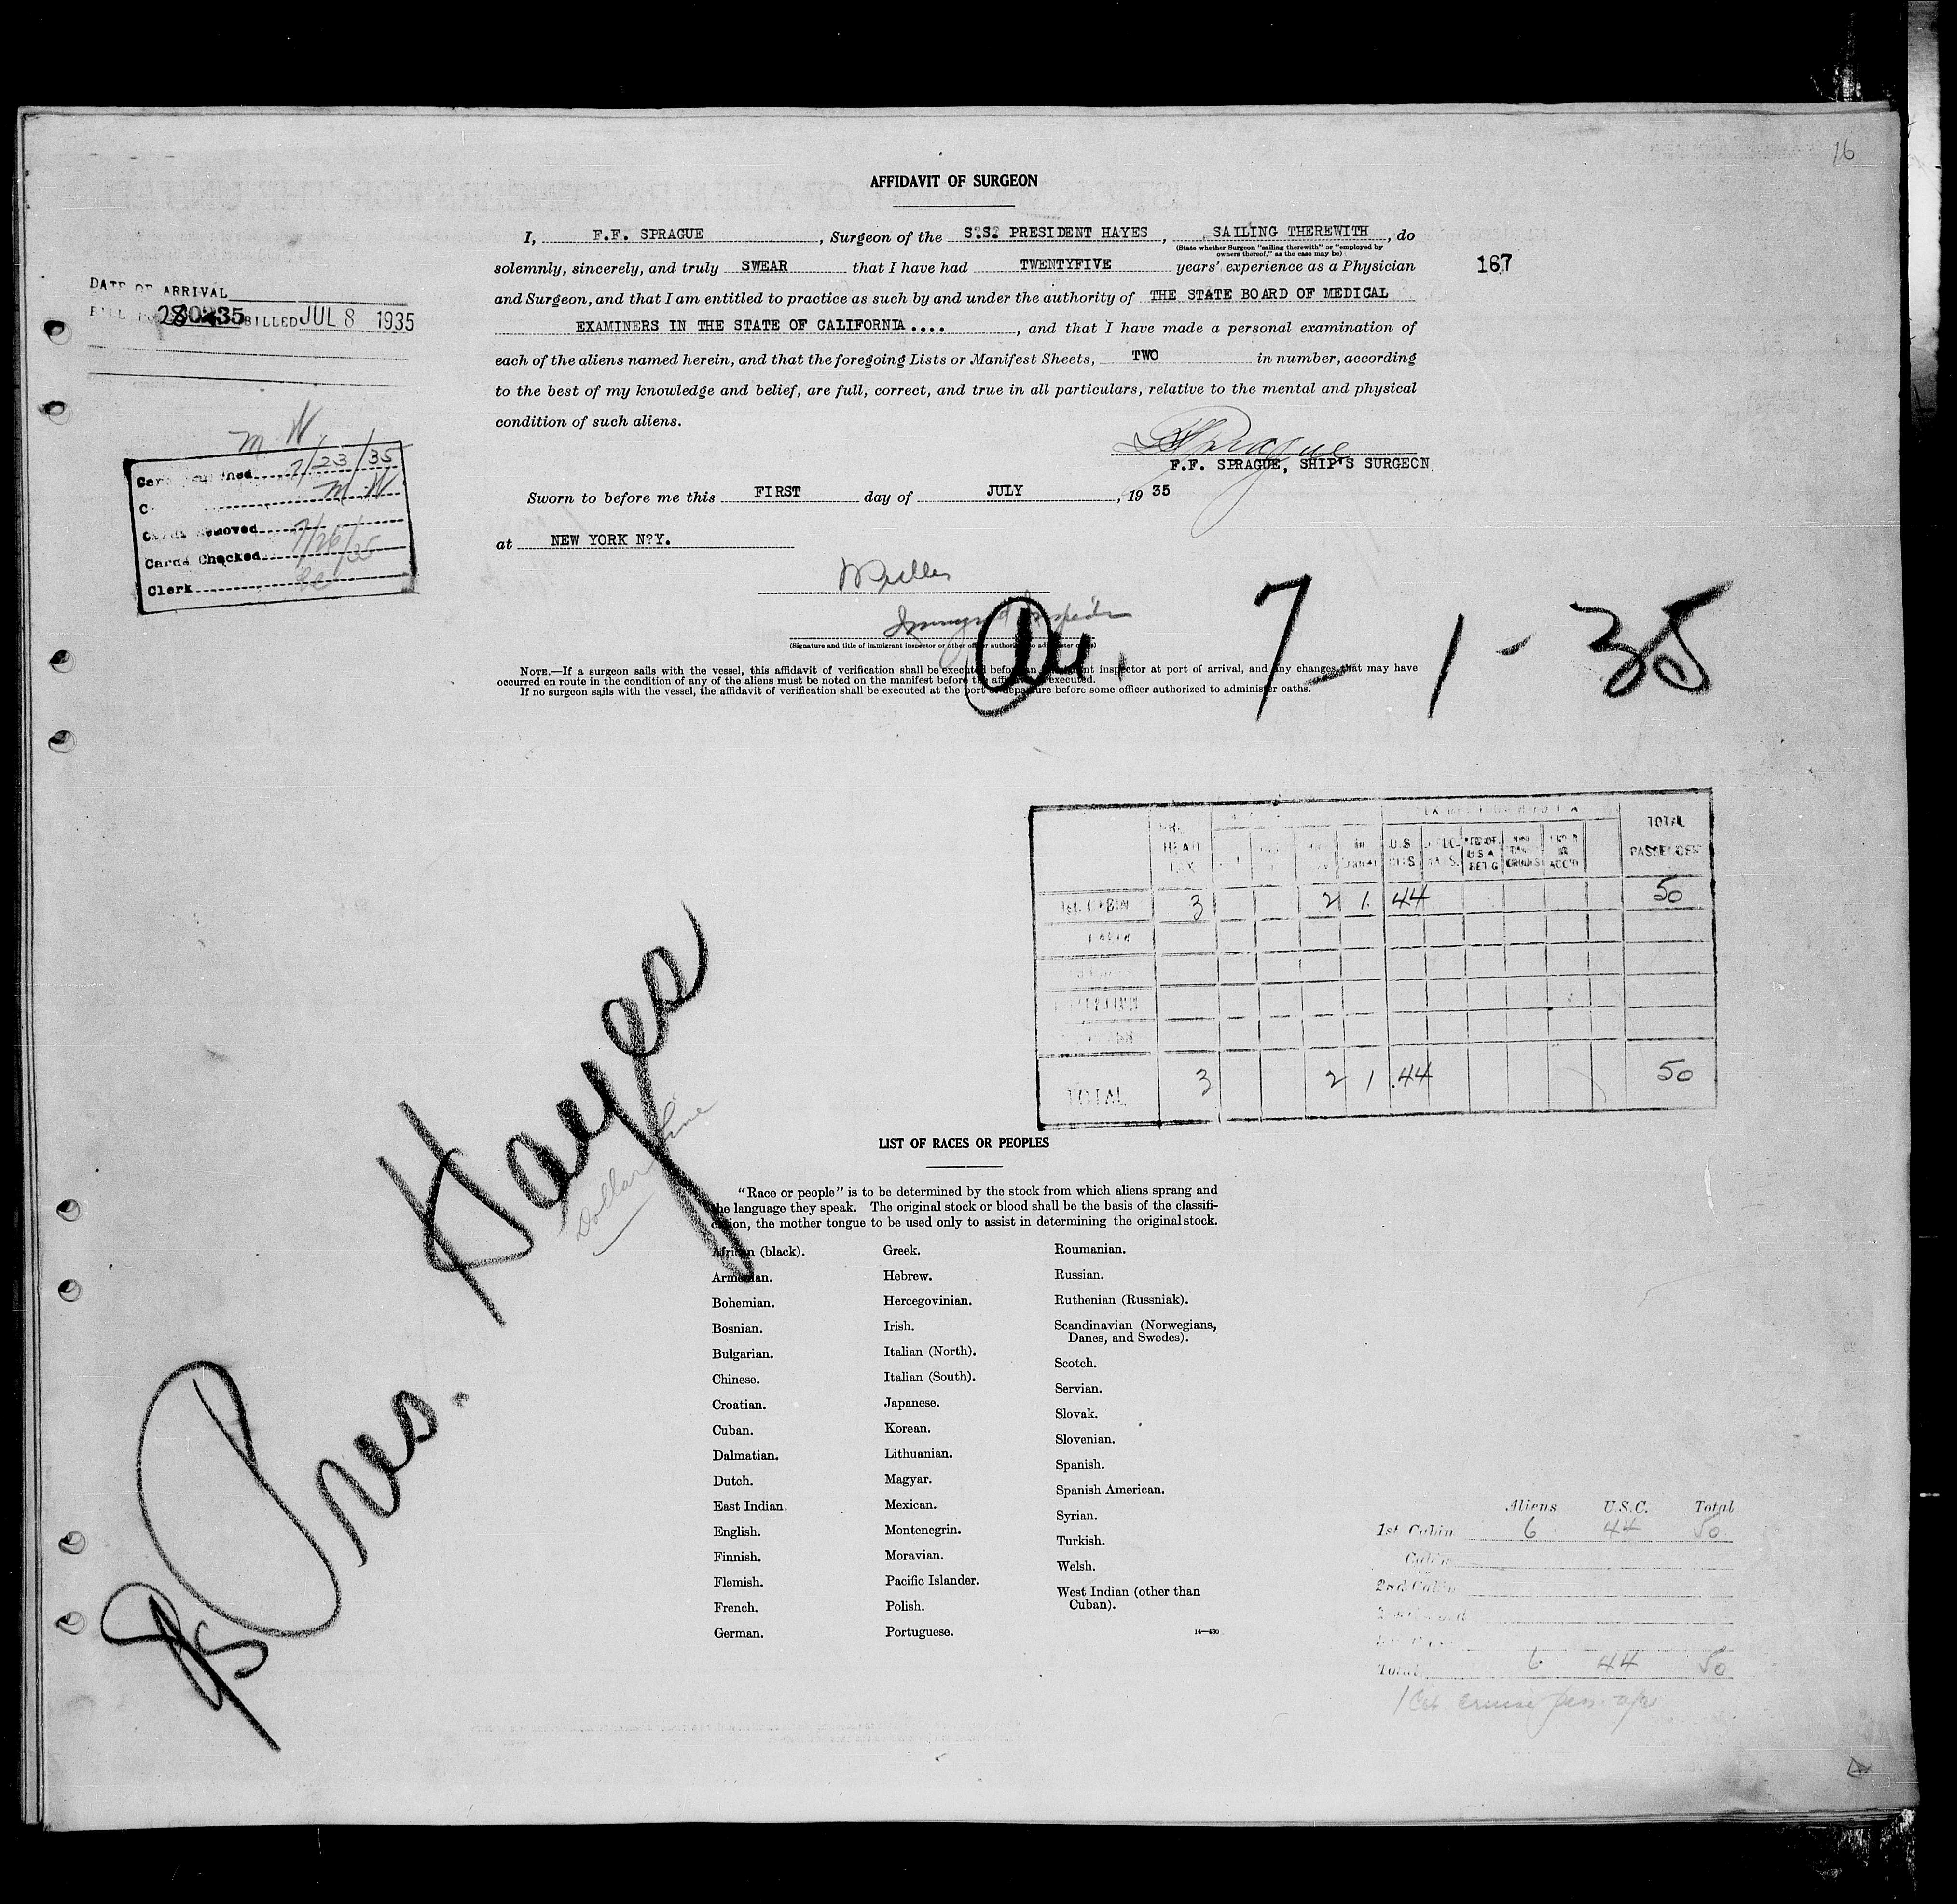 16
AFFIDAVIT OF SURGEON
I, F.F. SPRAGUE, Surgeon of the S.S. PRESIDENT HAYES, SAILING THEREWITH, do
(State whether Surgeon "sailing therewith" or "employed by
owners thereof," as the case may be)
solemnly, sincerely, and truly SWEAR that I have had TWENTYFIVE years' experience as a Physician
167
and Surgeon, and that I am entitled to practice as such by and under the authority of THE STATE BOARD OF MEDICAL
EXAMINERS IN THE STATE OF CALIFORNIA...., and that I have made a personal examination of
each of the aliens named herein, and that the foregoing Lists or Manifest Sheets, TWO in number, according
to the best of my knowledge and belief, are full, correct, and true in all particulars, relative to the mental and physical
condition of such aliens.
F.F. SPRAGUE, SHIP'S SURGEON
Sworn to before me this FIRST day of JULY, 19 35
at NEW YORK N?Y.
DATE OF ARRIVAL
BILLED JUL 8 1935
M. W.
7/23/35
M W
Cards Removed
Cards Checked 7/26/35
Clerk
(Signature and title of immigrant inspector or other officer authorized to administer oaths)
7-1-35
NOTE.—If a surgeon sails with the vessel, this affidavit of verification shall be executed before an immigrant inspector at port of arrival, and any changes that may have
occurred en route in the condition of any of the aliens must be noted on the manifest before the affidavit is executed.
If no surgeon sails with the vessel, the affidavit of verification shall be executed at the port of departure before some officer authorized to administer oaths.
HEAD TAX
U.S. CITS
TOTAL PASSENGER
1st. CABIN 3 2 1 44 50
TOTAL 3 2 1 44 50
SS Pres. Hayes
Dollar Line
LIST OF RACES OR PEOPLES
"Race or people" is to be determined by the stock from which aliens sprang and
the language they speak. The original stock or blood shall be the basis of the classifi-
cation, the mother tongue to be used only to assist in determining the original stock.
African (black).
Armenian.
Bohemian.
Bosnian.
Bulgarian.
Chinese.
Croatian.
Cuban.
Dalmatian.
Dutch.
East Indian.
English.
Finnish.
Flemish.
French.
German.
Greek.
Hebrew.
Hercegovinian.
Irish.
Italian (North).
Italian (South).
Japanese.
Korean.
Lithuanian.
Magyar.
Mexican.
Montenegrin.
Moravian.
Pacific Islander.
Polish.
Portuguese.
Roumanian.
Russian.
Ruthenian (Russniak).
Scandinavian (Norwegians,
Danes, and Swedes).
Scotch.
Servian.
Slovak.
Slovenian.
Spanish.
Spanish American.
Syrian.
Turkish.
Welsh.
West Indian (other than
Cuban).
14—430
Aliens U.S.C. Total
1st Cabin 6 44 50
Cabin
2nd Cabin
Total 6 44 50